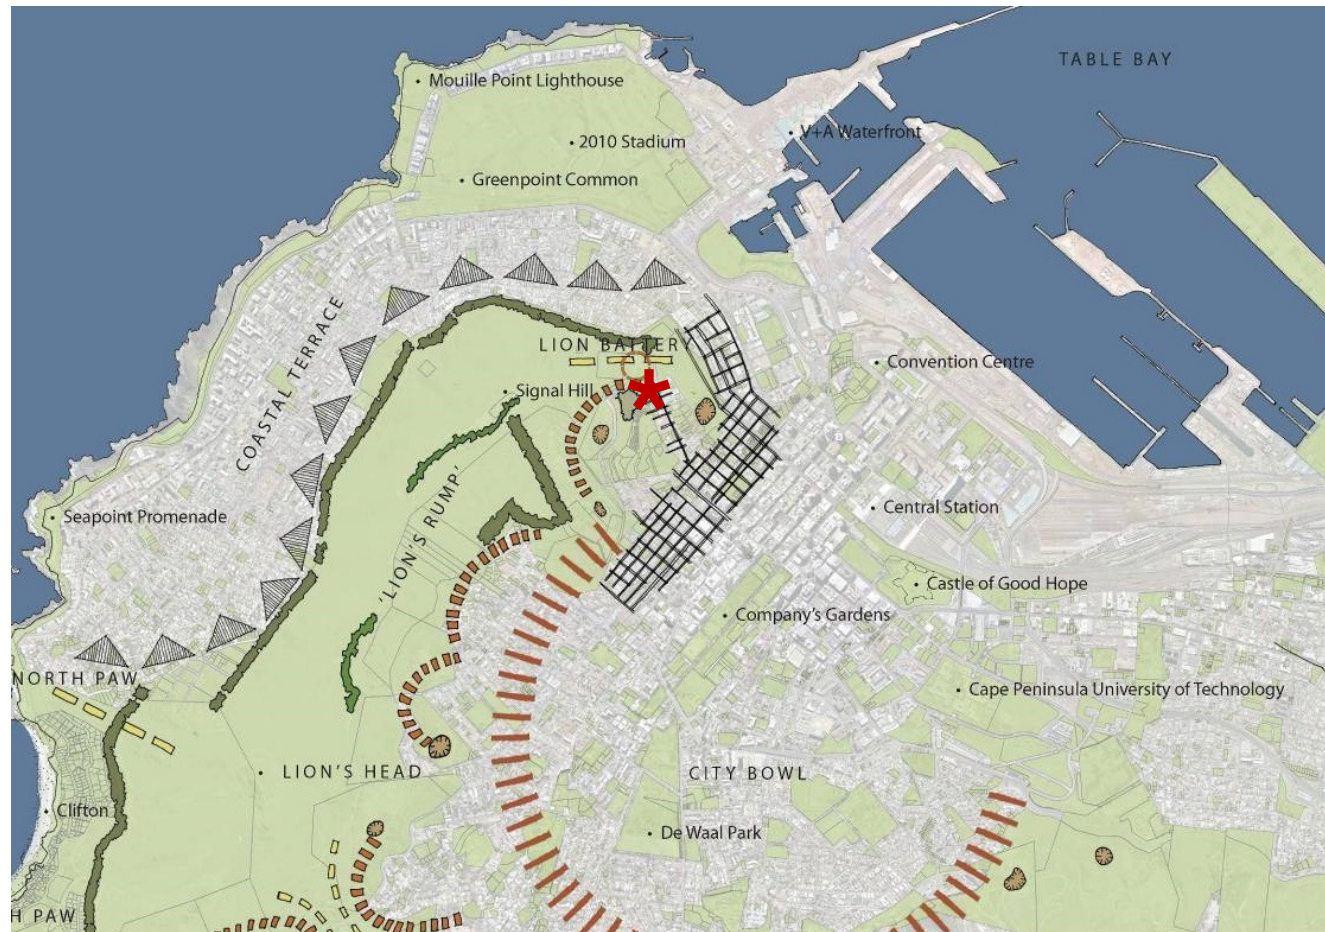 TABLE BAY
Mouille Point Lighthouse
V+A Waterfront
2010 Stadium
Greenpoint Common
COASTAL TERRACE
LION BATTERY
Convention Centre
Signal Hill
'LION'S RUMP'
Central Station
Seapoint Promenade
Castle of Good Hope
Company's Gardens
NORTH PAW
Cape Peninsula University of Technology
LION'S HEAD
CITY BOWL
Clifton
De Waal Park
H PAW